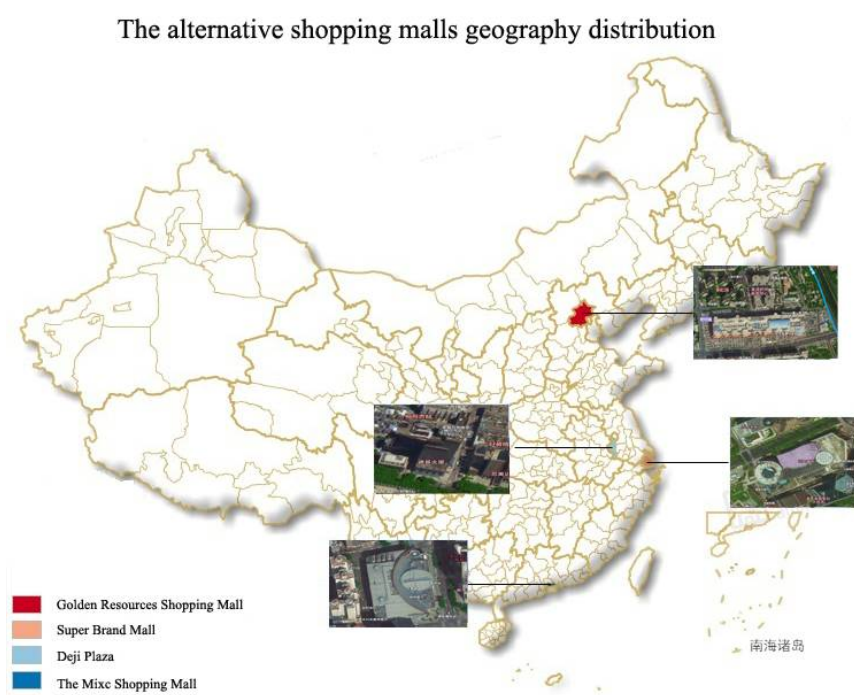 The alternative shopping malls geography distribution
Golden Resources Shopping Mall
Super Brand Mall
Deji Plaza
The Mixc Shopping Mall
南海诸岛